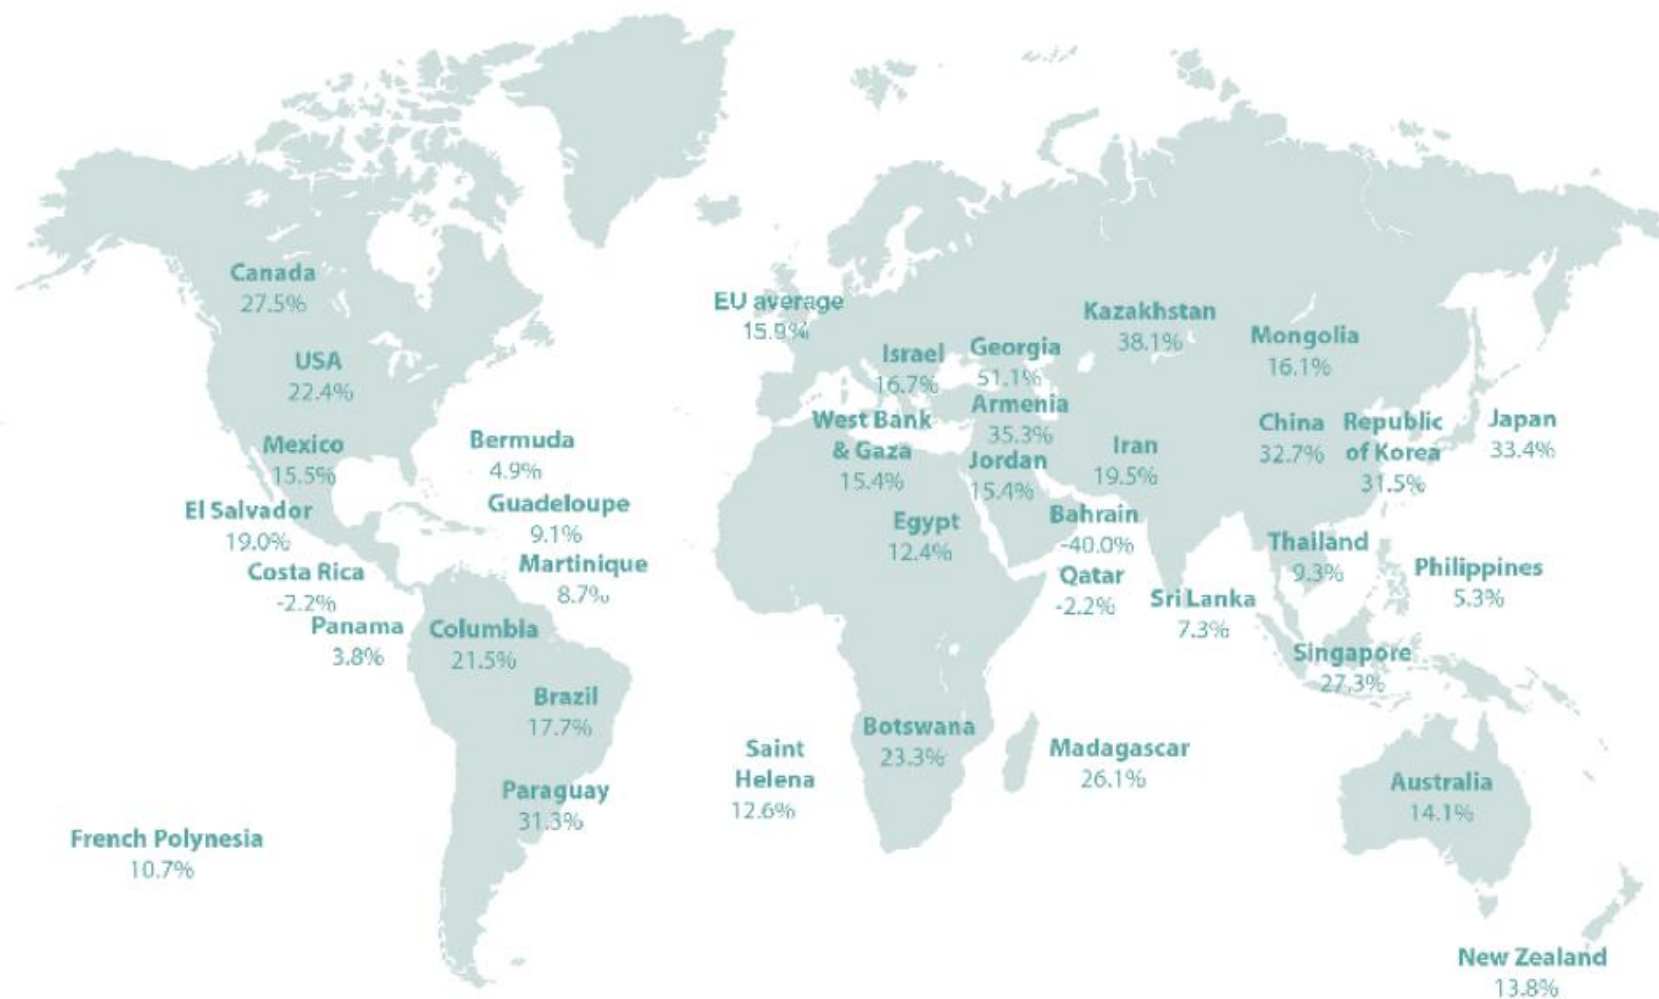 Canada
27.5%
USA
22.4%
Mexico
15.5%
El Salvador
19.0%
Costa Rica
-2.2%
Panama
3.8%
Bermuda
4.9%
Guadeloupe
9.1%
Martinique
8.7%
Columbia
21.5%
Brazil
17.7%
Paraguay
31.3%
French Polynesia
10.7%
EU average
15.9%
Israel
16.7%
Georgia
51.1%
Armenia
35.3%
West Bank
& Gaza
15.4%
Jordan
15.4%
Egypt
12.4%
Kazakhstan
38.1%
Iran
19.5%
Bahrain
-40.0%
Qatar
-2.2%
Sri Lanka
7.3%
Mongolia
16.1%
China
32.7%
Republic
of Korea
31.5%
Japan
33.4%
Thailand
9.3%
Philippines
5.3%
Singapore
27.3%
Saint
Helena
12.6%
Botswana
23.3%
Madagascar
26.1%
Australia
14.1%
New Zealand
13.8%